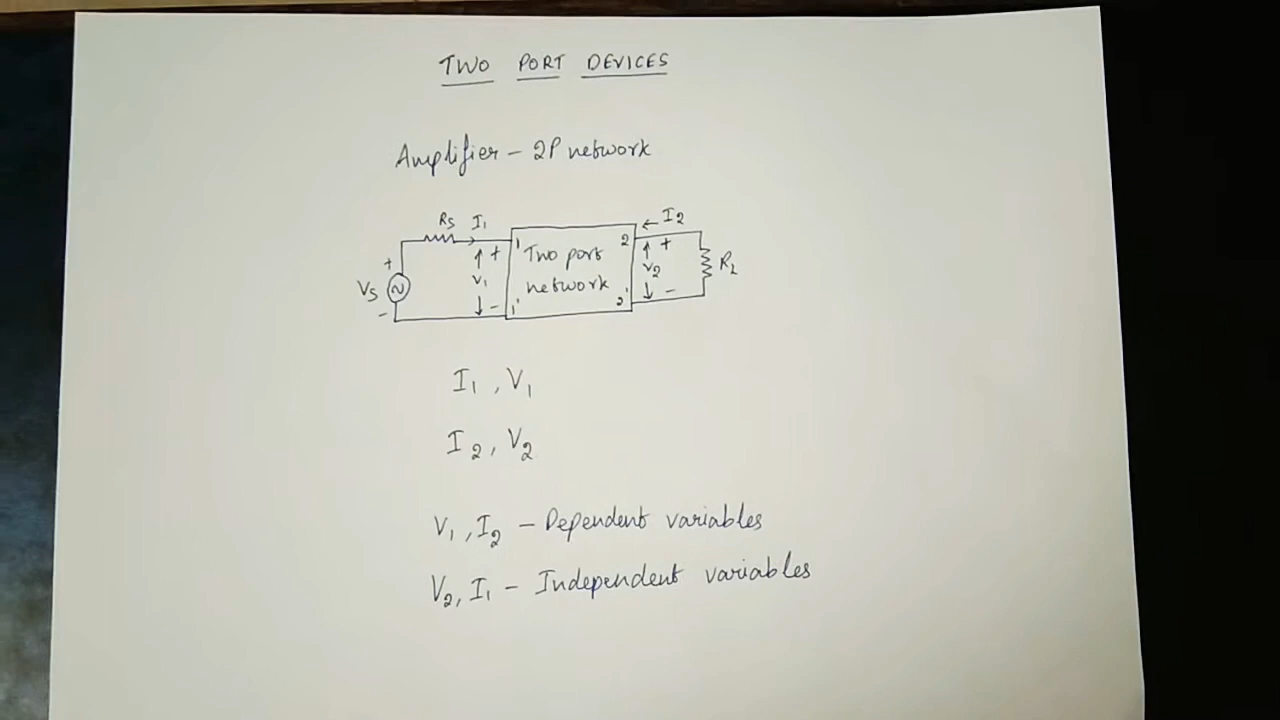 TWO PORT DEVICES
Amplifier - 2P network
RS I1 ← I2
+ 1 + Two port network 2 + V2 RL
VS V1
- - 1' 2' -
I1 , V1
I2 , V2
V1 , I2 - Dependent variables
V2, I1 - Independent variables